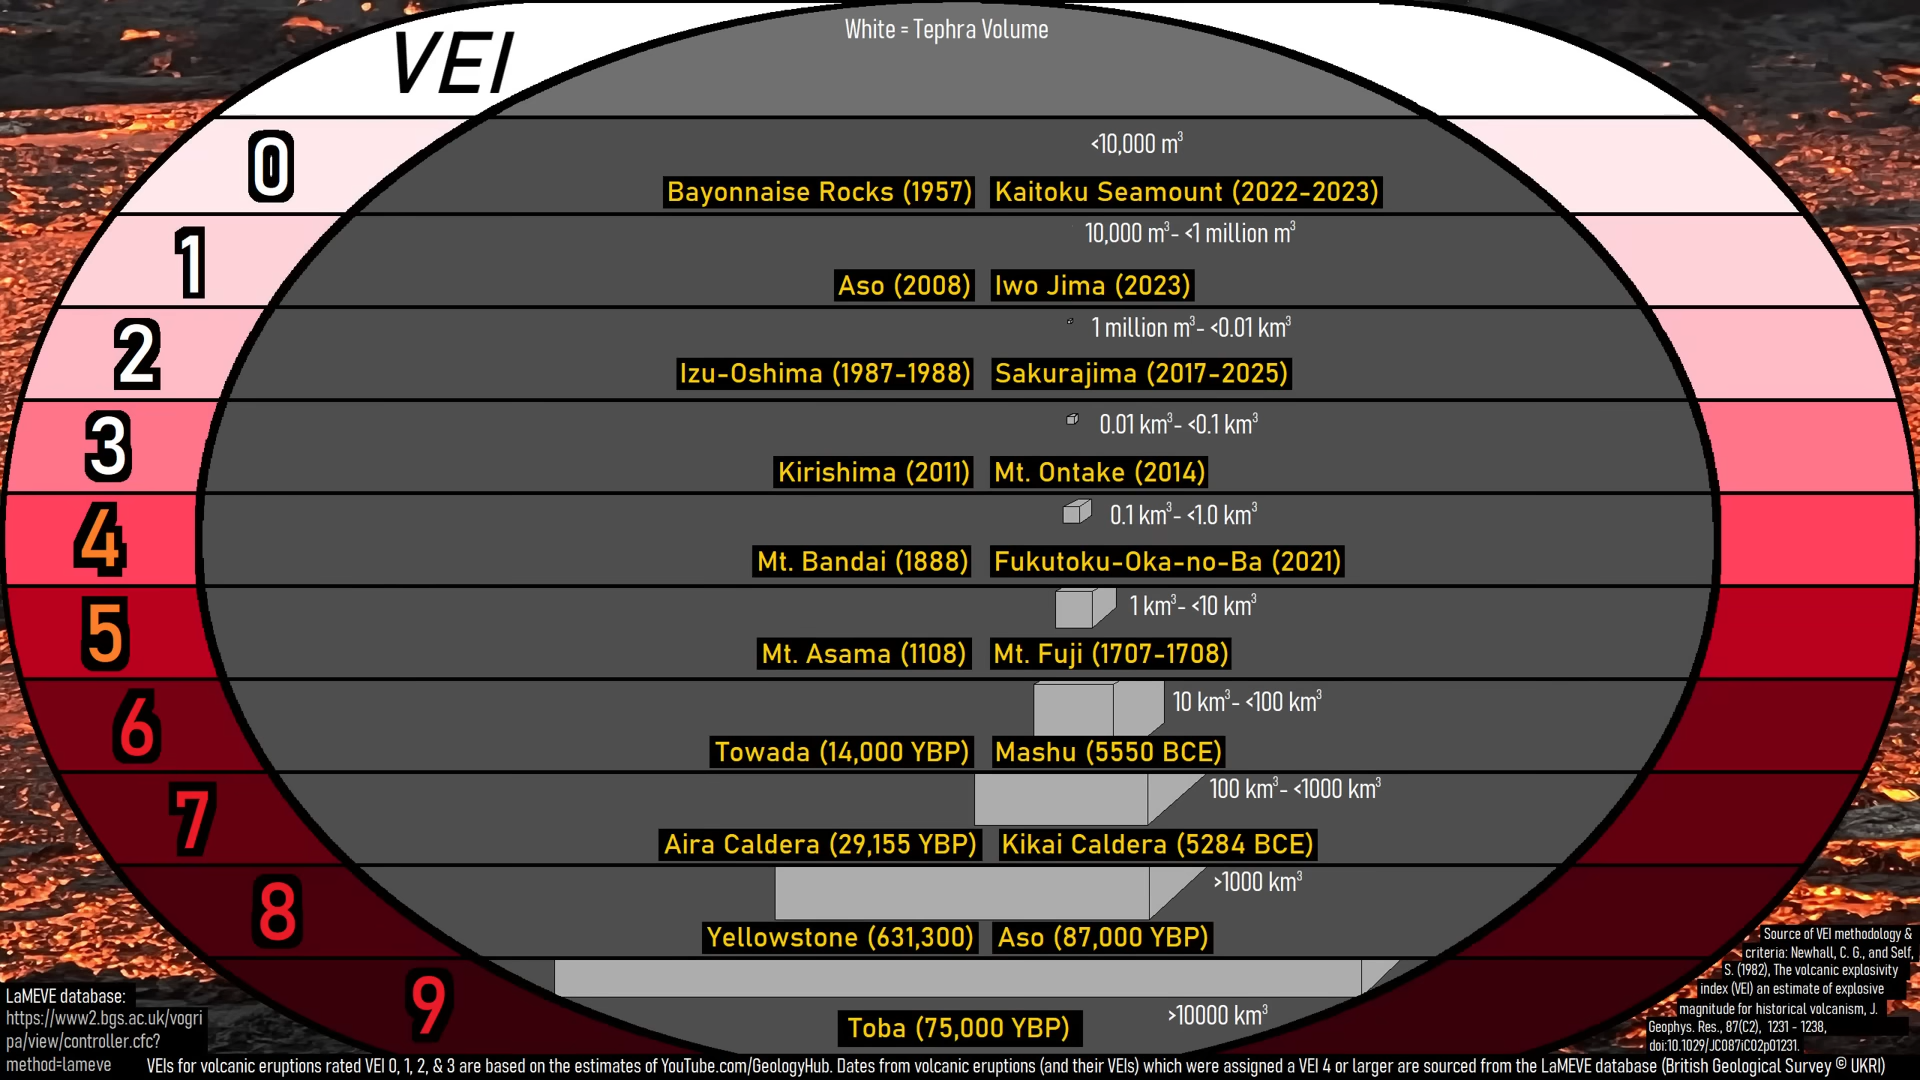 White = Tephra Volume
VEI
0
<10,000 m³
Bayonnaise Rocks (1957) Kaitoku Seamount (2022-2023)
1
10,000 m³- <1 million m³
Aso (2008) Iwo Jima (2023)
2
1 million m³- <0.01 km³
Izu-Oshima (1987-1988) Sakurajima (2017-2025)
3
0.01 km³- <0.1 km³
Kirishima (2011) Mt. Ontake (2014)
4
0.1 km³- <1.0 km³
Mt. Bandai (1888) Fukutoku-Oka-no-Ba (2021)
5
1 km³- <10 km³
Mt. Asama (1108) Mt. Fuji (1707-1708)
6
10 km³- <100 km³
Towada (14,000 YBP) Mashu (5550 BCE)
7
100 km³- <1000 km³
Aira Caldera (29,155 YBP) Kikai Caldera (5284 BCE)
8
>1000 km³
Yellowstone (631,300) Aso (87,000 YBP)
9
>10000 km³
Toba (75,000 YBP)
LaMEVE database:
https://www2.bgs.ac.uk/vogri
pa/view/controller.cfc?
method=lameve
Source of VEI methodology &
criteria: Newhall, C. G., and Self,
S. (1982), The volcanic explosivity
index (VEI) an estimate of explosive
magnitude for historical volcanism, J.
Geophys. Res., 87(C2), 1231 - 1238,
doi:10.1029/JC087iC02p01231.
VEIs for volcanic eruptions rated VEI 0, 1, 2, & 3 are based on the estimates of YouTube.com/GeologyHub. Dates from volcanic eruptions (and their VEIs) which were assigned a VEI 4 or larger are sourced from the LaMEVE database (British Geological Survey © UKRI)